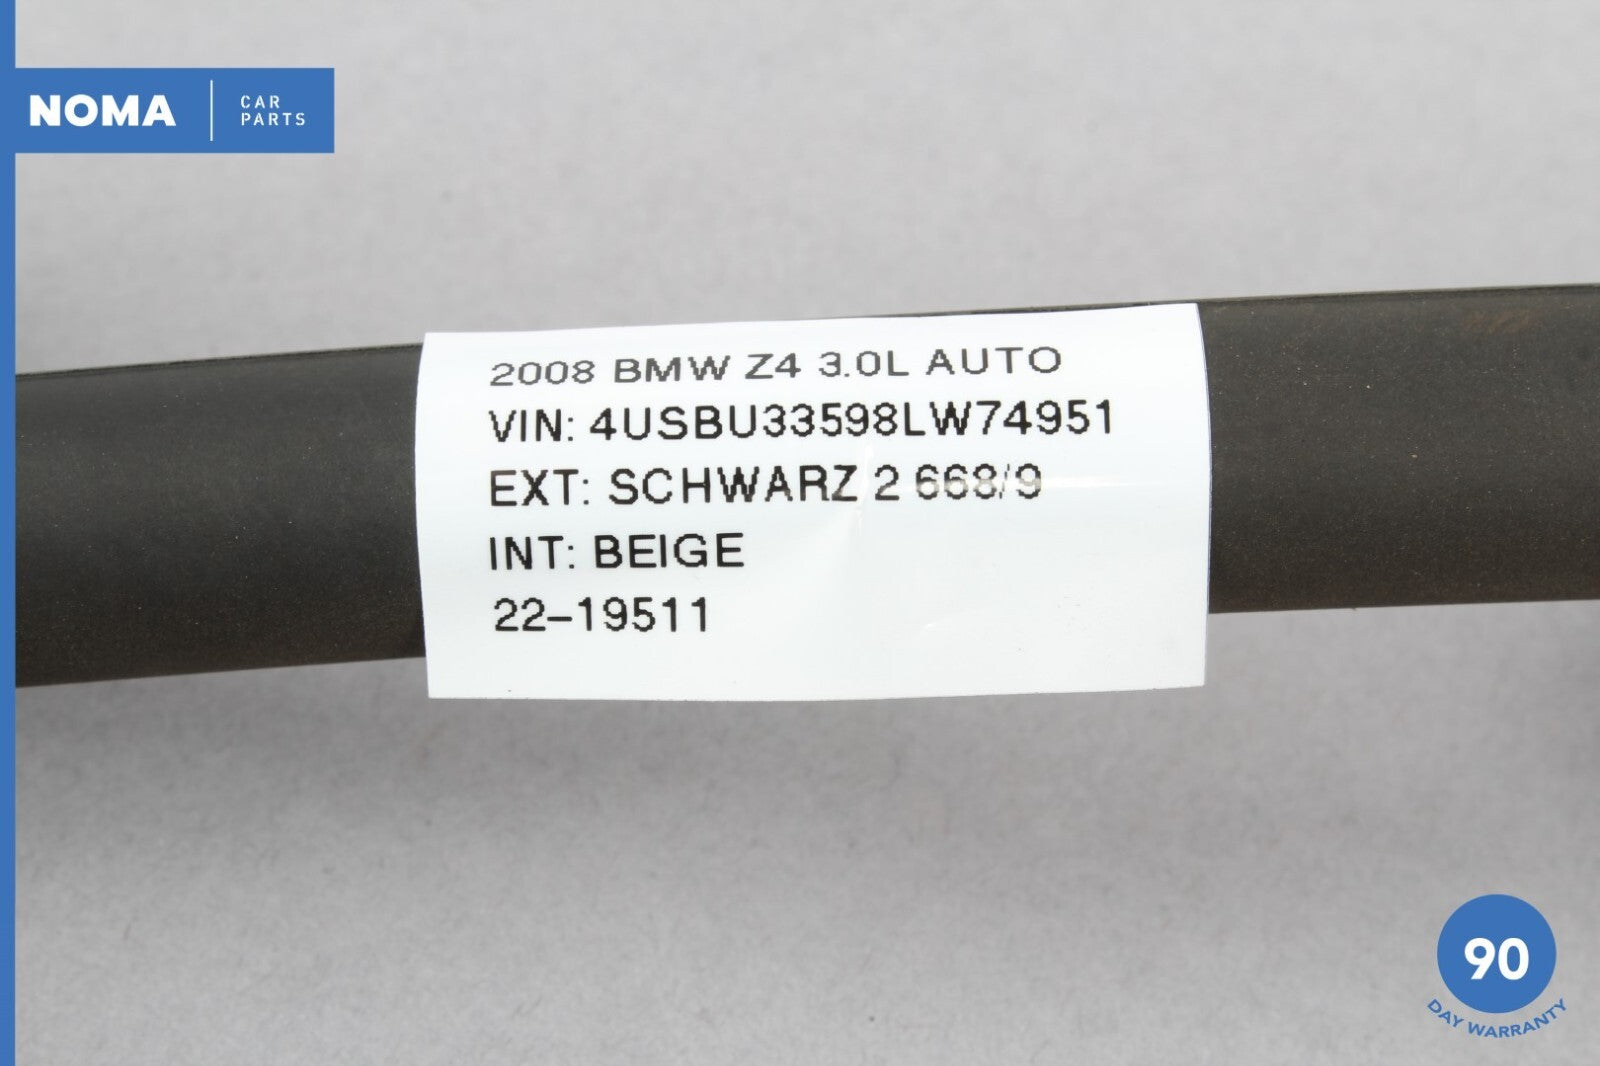 NOMA
CAR
PARTS
2008 BMW Z4 3.0L AUTO
VIN: 4USBU33598LW74951
EXT: SCHWARZ 2 668/9
INT: BEIGE
22-19511
90
DAY WARRANTY